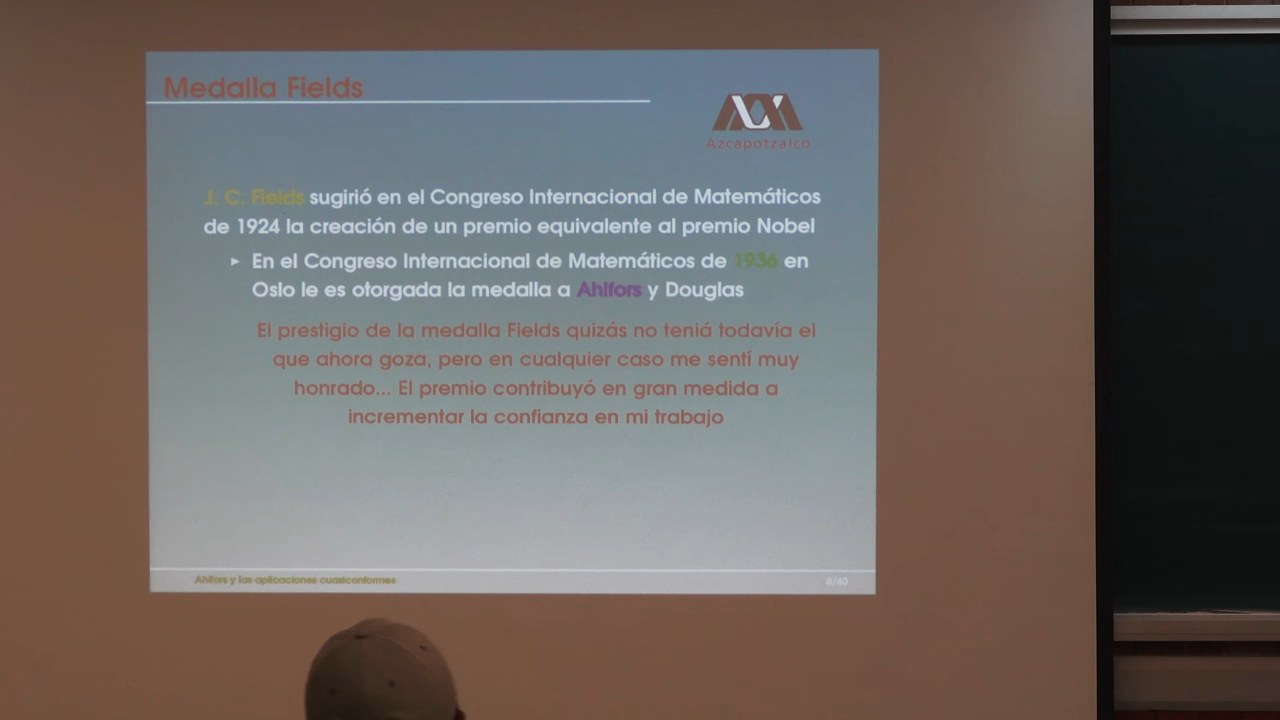 Medalla Fields
Azcapotzalco
J. C. Fields sugirió en el Congreso Internacional de Matemáticos
de 1924 la creación de un premio equivalente al premio Nobel
► En el Congreso Internacional de Matemáticos de 1936 en
Oslo le es otorgada la medalla a Ahlfors y Douglas
El prestigio de la medalla Fields quizás no teniá todavía el
que ahora goza, pero en cualquier caso me sentí muy
honrado... El premio contribuyó en gran medida a
incrementar la confianza en mi trabajo
Ahlfors y las aplicaciones cuasiconformes
8/40